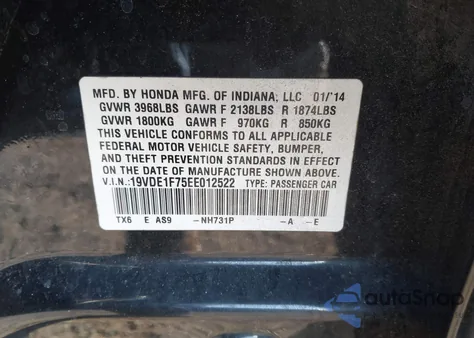 MFD. BY HONDA MFG. OF INDIANA, LLC 01/'14
GVWR 3968LBS GAWR F 2138LBS R 1874LBS
GVWR 1800KG GAWR F 970KG R 850KG
THIS VEHICLE CONFORMS TO ALL APPLICABLE
FEDERAL MOTOR VEHICLE SAFETY, BUMPER,
AND THEFT PREVENTION STANDARDS IN EFFECT ON
THE DATE OF MANUFACTURE SHOWN ABOVE.
V.I.N.:19VDE1F75EE012522 TYPE: PASSENGER CAR
TX6 E AS9 -NH731P -A -E
autoSnap